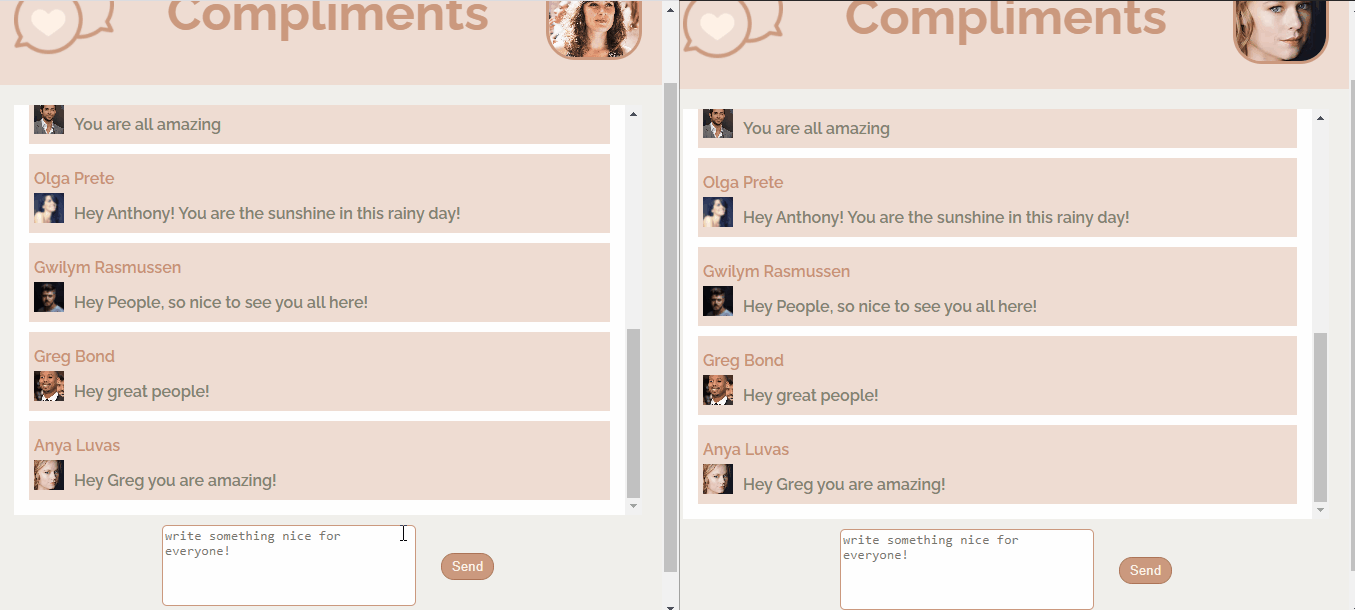 Compliments
You are all amazing
Olga Prete
Hey Anthony! You are the sunshine in this rainy day!
Gwilym Rasmussen
Hey People, so nice to see you all here!
Greg Bond
Hey great people!
Anya Luvas
Hey Greg you are amazing!
write something nice for
everyone!
Send
Compliments
You are all amazing
Olga Prete
Hey Anthony! You are the sunshine in this rainy day!
Gwilym Rasmussen
Hey People, so nice to see you all here!
Greg Bond
Hey great people!
Anya Luvas
Hey Greg you are amazing!
write something nice for
everyone!
Send